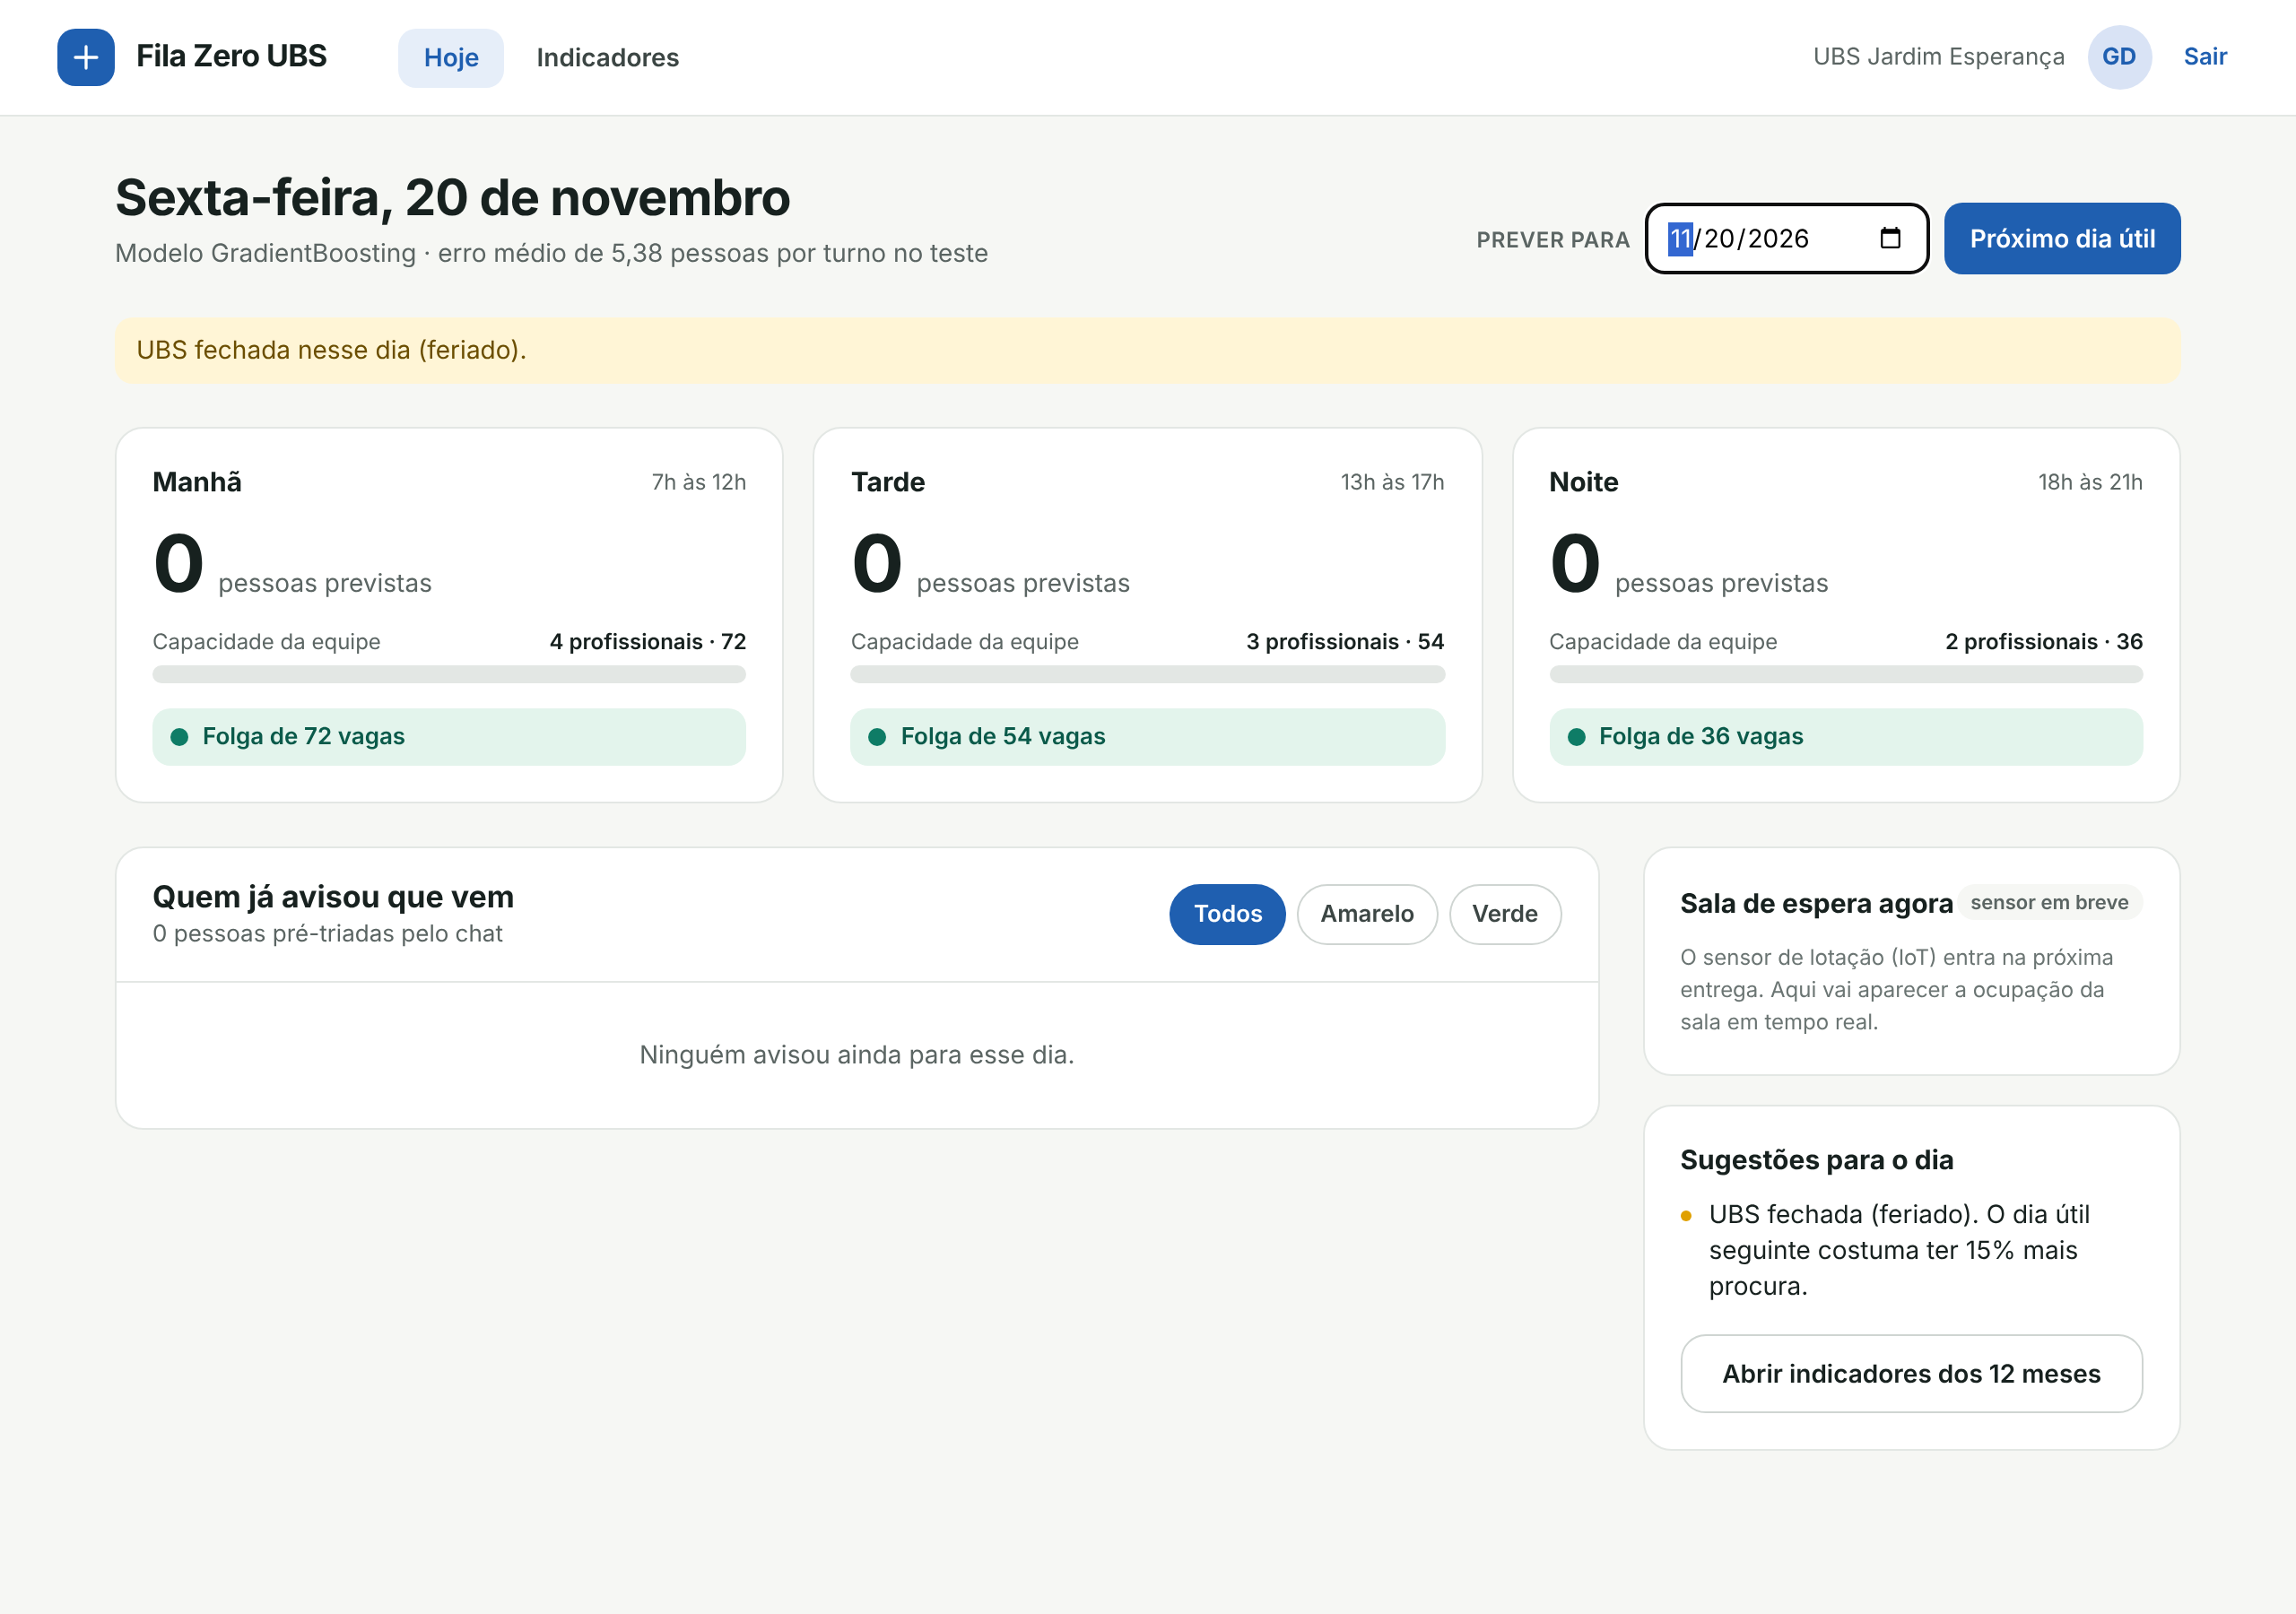 Fila Zero UBS
Hoje
Indicadores
UBS Jardim Esperança
GD
Sair
Sexta-feira, 20 de novembro
Modelo GradientBoosting · erro médio de 5,38 pessoas por turno no teste
PREVER PARA
11/20/2026
Próximo dia útil
UBS fechada nesse dia (feriado).
Manhã
7h às 12h
0 pessoas previstas
Capacidade da equipe
4 profissionais · 72
Folga de 72 vagas
Tarde
13h às 17h
0 pessoas previstas
Capacidade da equipe
3 profissionais · 54
Folga de 54 vagas
Noite
18h às 21h
0 pessoas previstas
Capacidade da equipe
2 profissionais · 36
Folga de 36 vagas
Quem já avisou que vem
0 pessoas pré-triadas pelo chat
Todos
Amarelo
Verde
Ninguém avisou ainda para esse dia.
Sala de espera agora
sensor em breve
O sensor de lotação (IoT) entra na próxima
entrega. Aqui vai aparecer a ocupação da
sala em tempo real.
Sugestões para o dia
UBS fechada (feriado). O dia útil
seguinte costuma ter 15% mais
procura.
Abrir indicadores dos 12 meses